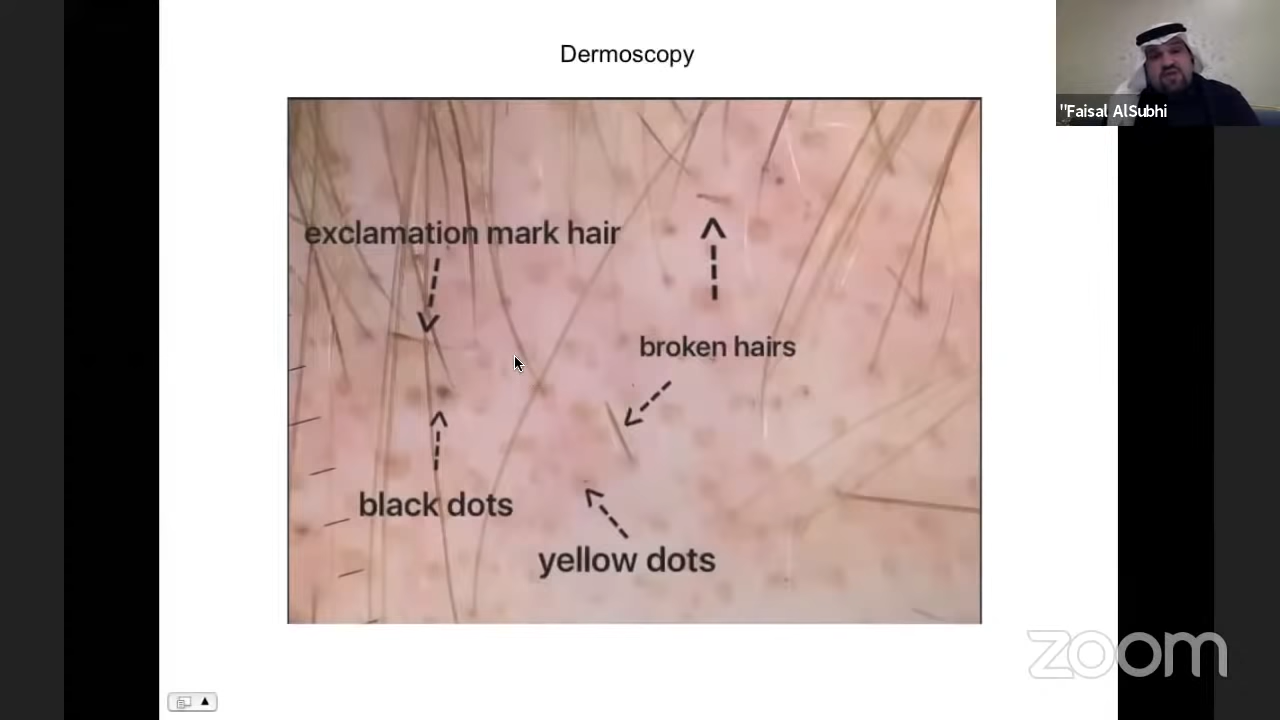 Dermoscopy
"Faisal AlSubhi
exclamation mark hair
broken hairs
black dots
yellow dots
zoom